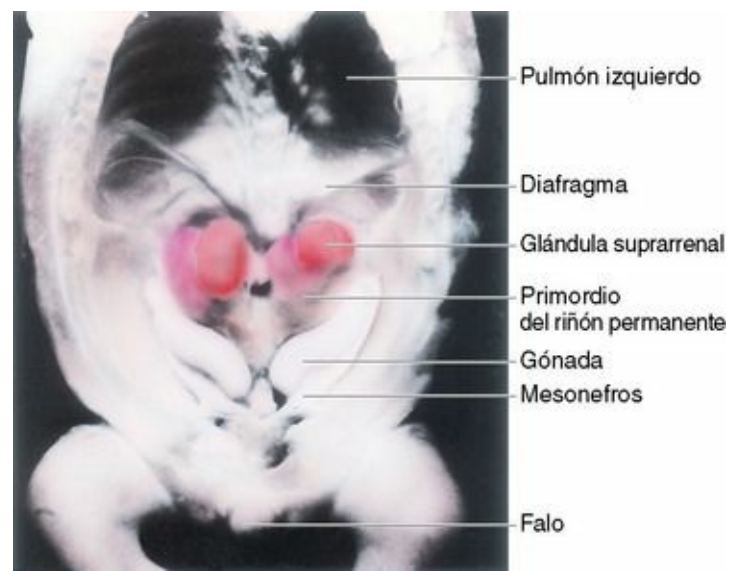 Pulmón izquierdo
Diafragma
Glándula suprarrenal
Primordio
del riñón permanente
Gónada
Mesonefros
Falo